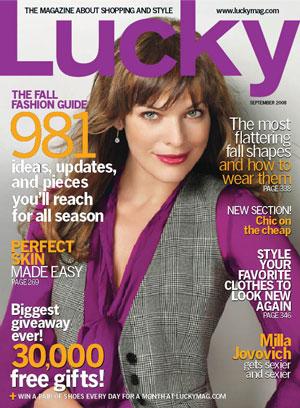 THE MAGAZINE ABOUT SHOPPING AND STYLE
www.luckymag.com
Lucky
SEPTEMBER 2008
THE FALL
FASHION GUIDE
981
ideas, updates,
and pieces
you'll reach
for all season
PERFECT
SKIN
MADE EASY
PAGE 269
Biggest
giveaway
ever!
30,000
free gifts!
The most
flattering
fall shapes
and how to
wear them
PAGE 338
NEW SECTION!
Chic on
the cheap
STYLE
YOUR
FAVORITE
CLOTHES TO
LOOK NEW
AGAIN
PAGE 346
Milla
Jovovich
gets sexier
and sexier
+ WIN A PAIR OF SHOES EVERY DAY FOR A MONTH AT LUCKYMAG.COM